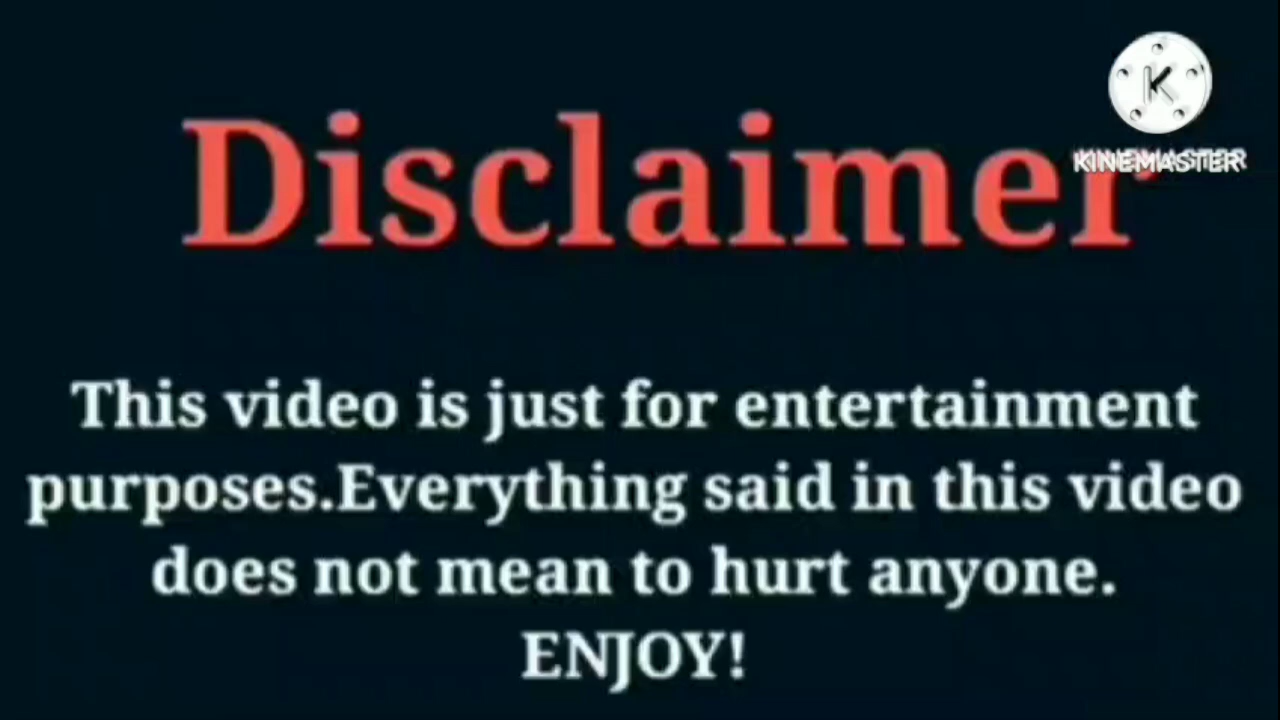 K
KINEMASTER
Disclaimer
This video is just for entertainment
purposes.Everything said in this video
does not mean to hurt anyone.
ENJOY!